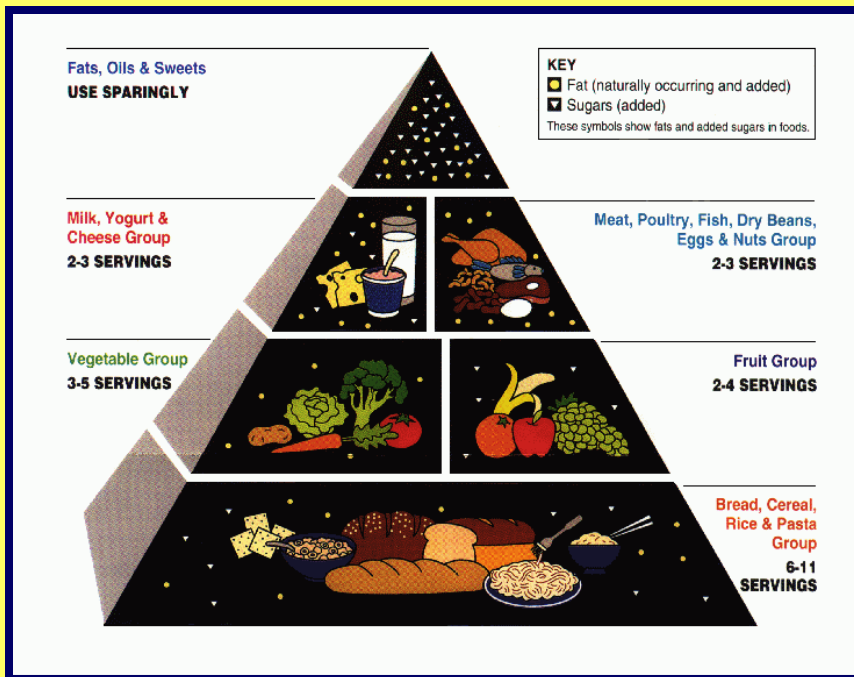 Fats, Oils & Sweets
USE SPARINGLY
KEY
Fat (naturally occurring and added)
Sugars (added)
These symbols show fats and added sugars in foods.
Milk, Yogurt &
Cheese Group
2-3 SERVINGS
Meat, Poultry, Fish, Dry Beans,
Eggs & Nuts Group
2-3 SERVINGS
Vegetable Group
3-5 SERVINGS
Fruit Group
2-4 SERVINGS
Bread, Cereal,
Rice & Pasta
Group
6-11
SERVINGS